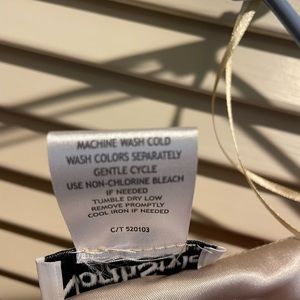 MACHINE WASH COLD
WASH COLORS SEPARATELY
GENTLE CYCLE
USE NON-CHLORINE BLEACH
IF NEEDED
TUMBLE DRY LOW
REMOVE PROMPTLY
COOL IRON IF NEEDED
C/T 520103
NorthStyle